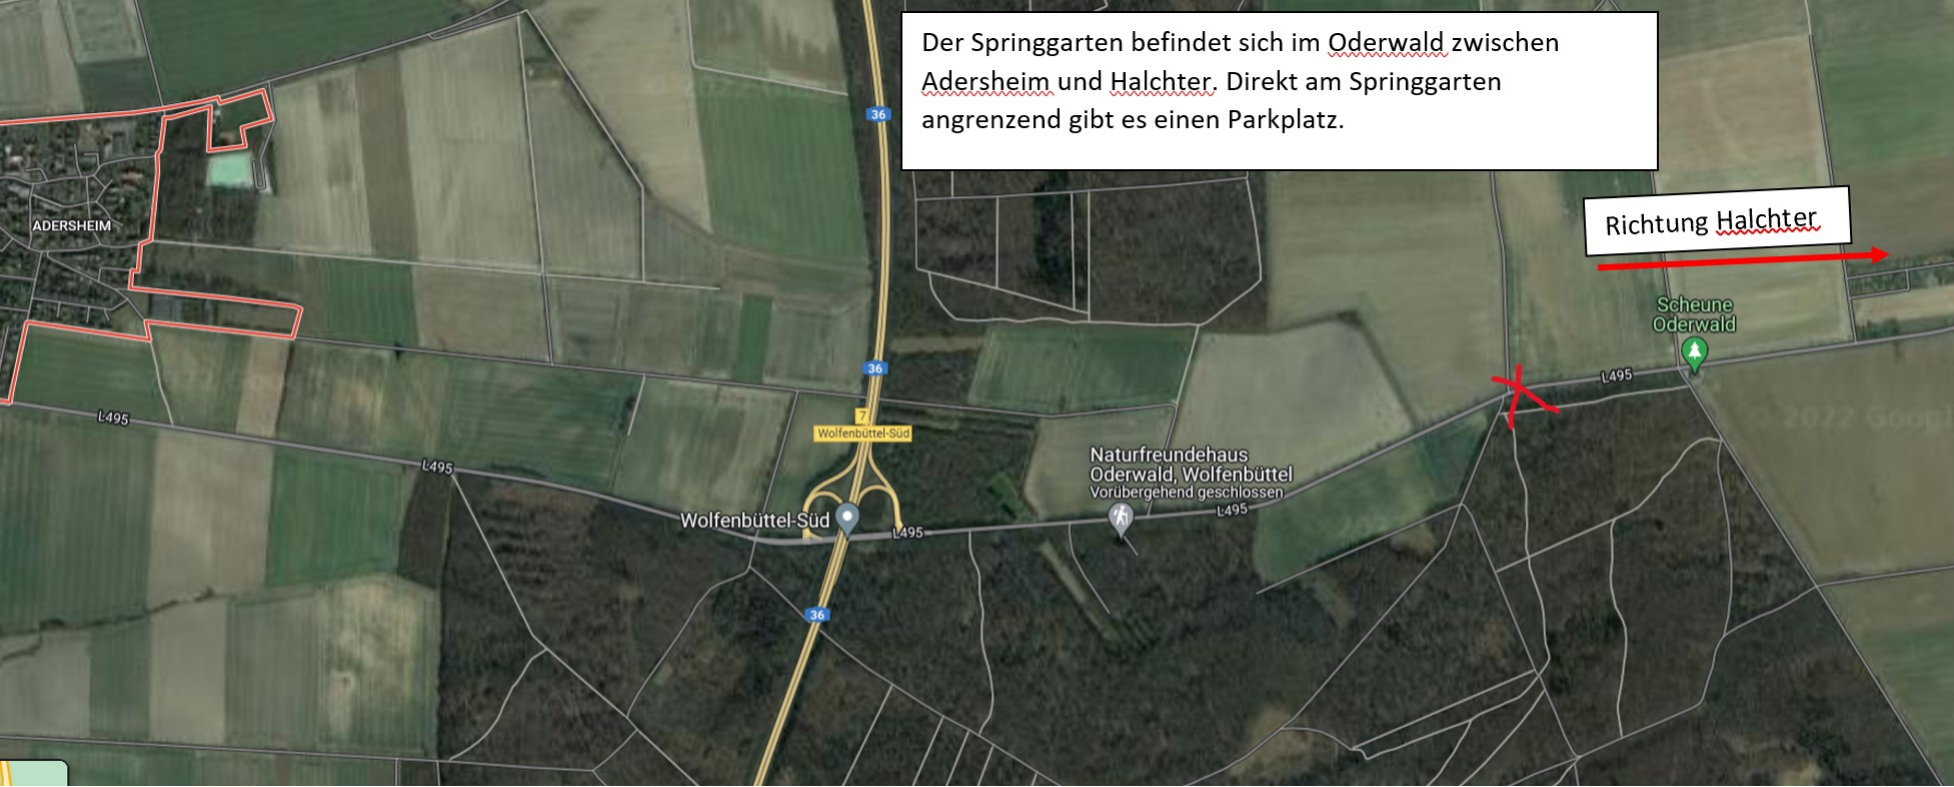 Der Springgarten befindet sich im Oderwald zwischen
Adersheim und Halchter. Direkt am Springgarten
angrenzend gibt es einen Parkplatz.
36
Richtung Halchter
ADERSHEIM
Scheune
Oderwald
36
L495
L495
7
Wolfenbüttel-Süd
2022 Goog
L495
Naturfreundehaus
Oderwald, Wolfenbüttel
Vorübergehend geschlossen
Wolfenbüttel-Süd
L495
L495
36